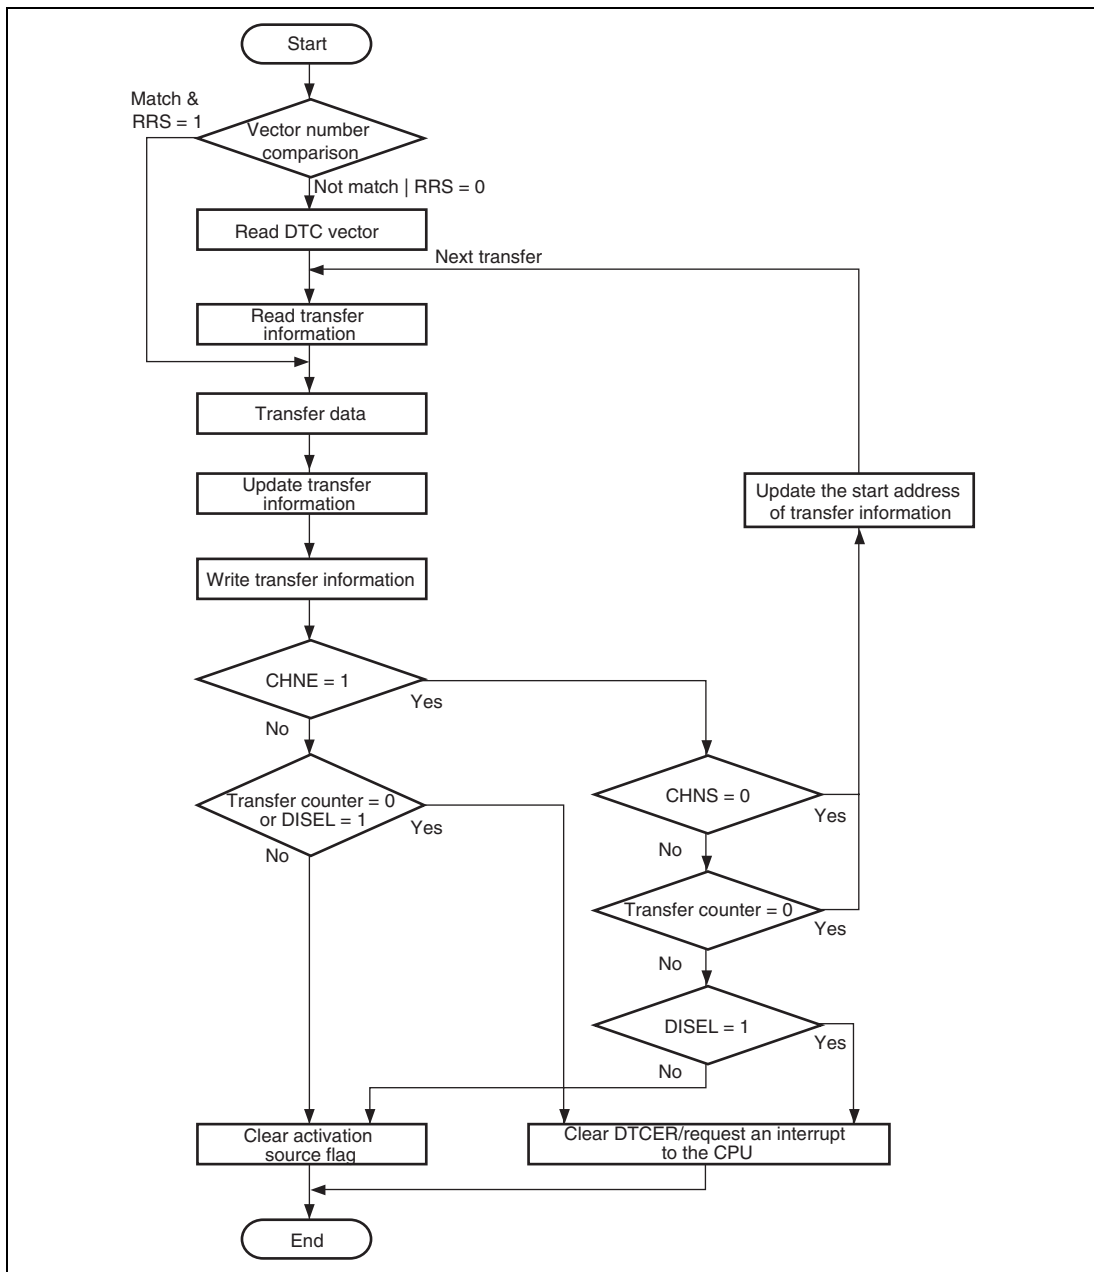 Start
Match &
RRS = 1
Vector number
comparison
Not match | RRS = 0
Read DTC vector
Next transfer
Read transfer
information
Transfer data
Update transfer
information
Update the start address
of transfer information
Write transfer information
CHNE = 1
Yes
No
Transfer counter = 0
or DISEL = 1
Yes
No
CHNS = 0
Yes
No
Transfer counter = 0
Yes
No
DISEL = 1
Yes
No
Clear activation
source flag
Clear DTCER/request an interrupt
to the CPU
End